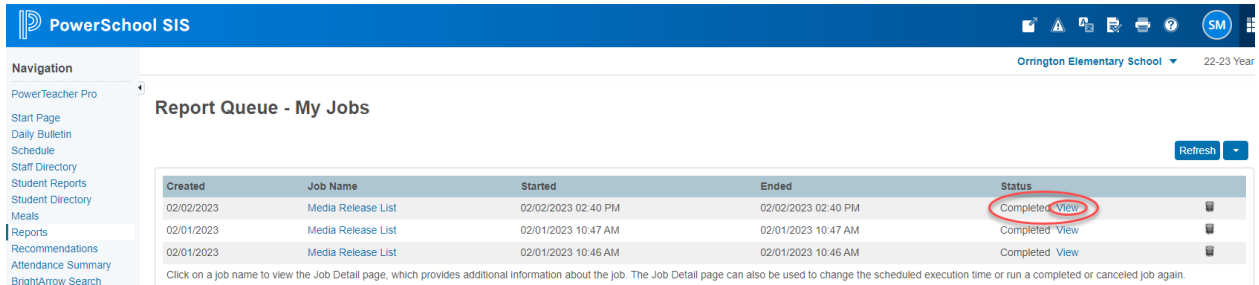 PowerSchool SIS
SM
Orrington Elementary School
22-23 Year
Navigation
PowerTeacher Pro
Start Page
Daily Bulletin
Schedule
Staff Directory
Student Reports
Student Directory
Meals
Reports
Recommendations
Attendance Summary
BrightArrow Search
Report Queue - My Jobs
Refresh
Created Job Name Started Ended Status
02/02/2023 Media Release List 02/02/2023 02:40 PM 02/02/2023 02:40 PM Completed View
02/01/2023 Media Release List 02/01/2023 10:47 AM 02/01/2023 10:47 AM Completed View
02/01/2023 Media Release List 02/01/2023 10:46 AM 02/01/2023 10:46 AM Completed View
Click on a job name to view the Job Detail page, which provides additional information about the job. The Job Detail page can also be used to change the scheduled execution time or run a completed or canceled job again.